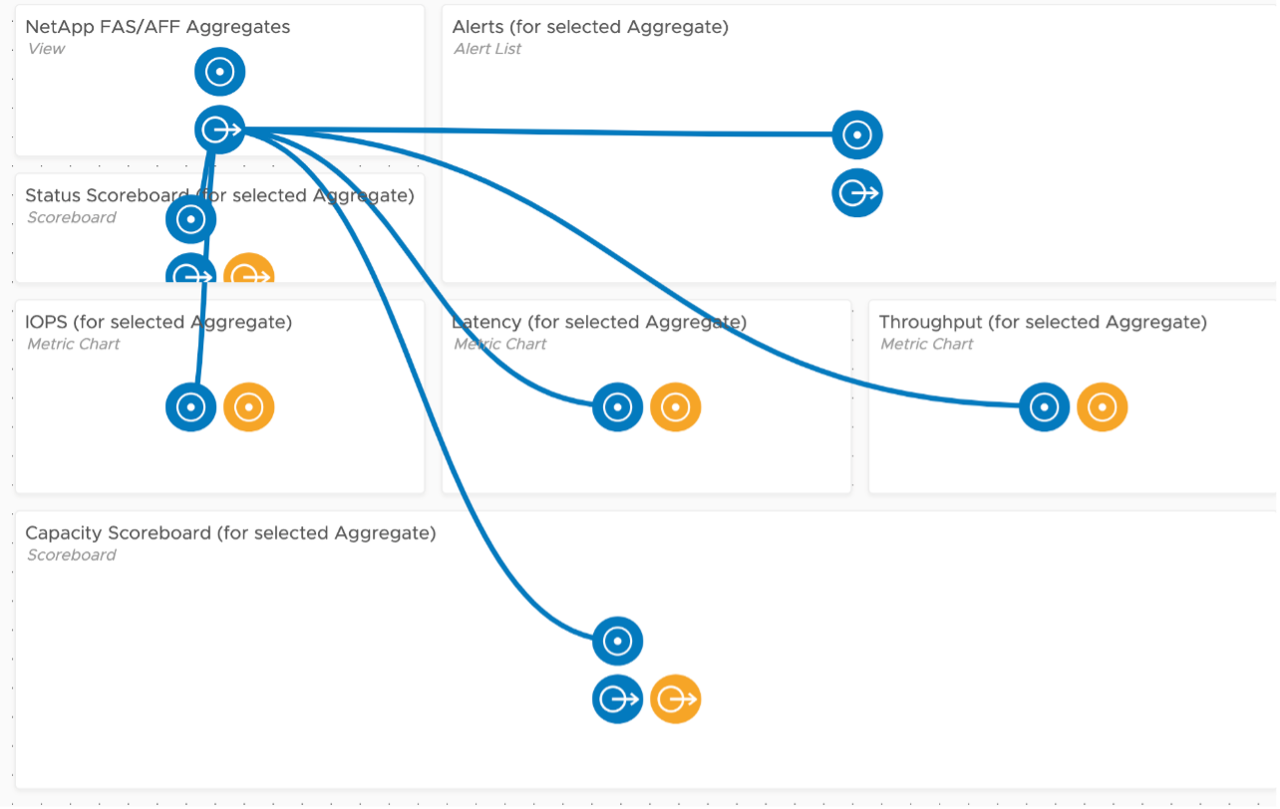 NetApp FAS/AFF Aggregates
View
Alerts (for selected Aggregate)
Alert List
Status Scoreboard (for selected Aggregate)
Scoreboard
IOPS (for selected Aggregate)
Metric Chart
Latency (for selected Aggregate)
Metric Chart
Throughput (for selected Aggregate)
Metric Chart
Capacity Scoreboard (for selected Aggregate)
Scoreboard